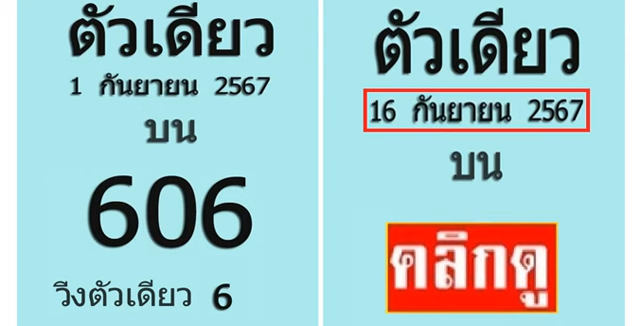 ตัวเดียว
1 กันยายน 2567
บน
606
วิ่งตัวเดียว 6
ตัวเดียว
16 กันยายน 2567
บน
คลิกดู